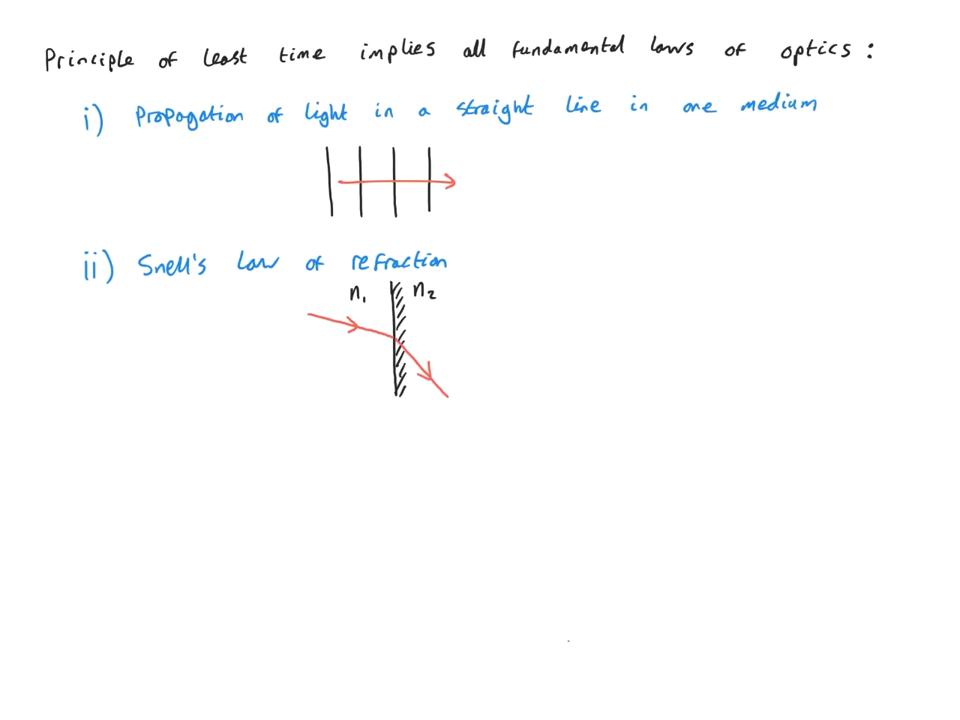 Principle of least time implies all fundamental laws of optics:
i) Propagation of light in a straight line in one medium
ii) Snell's Law of refraction
n₁ n₂